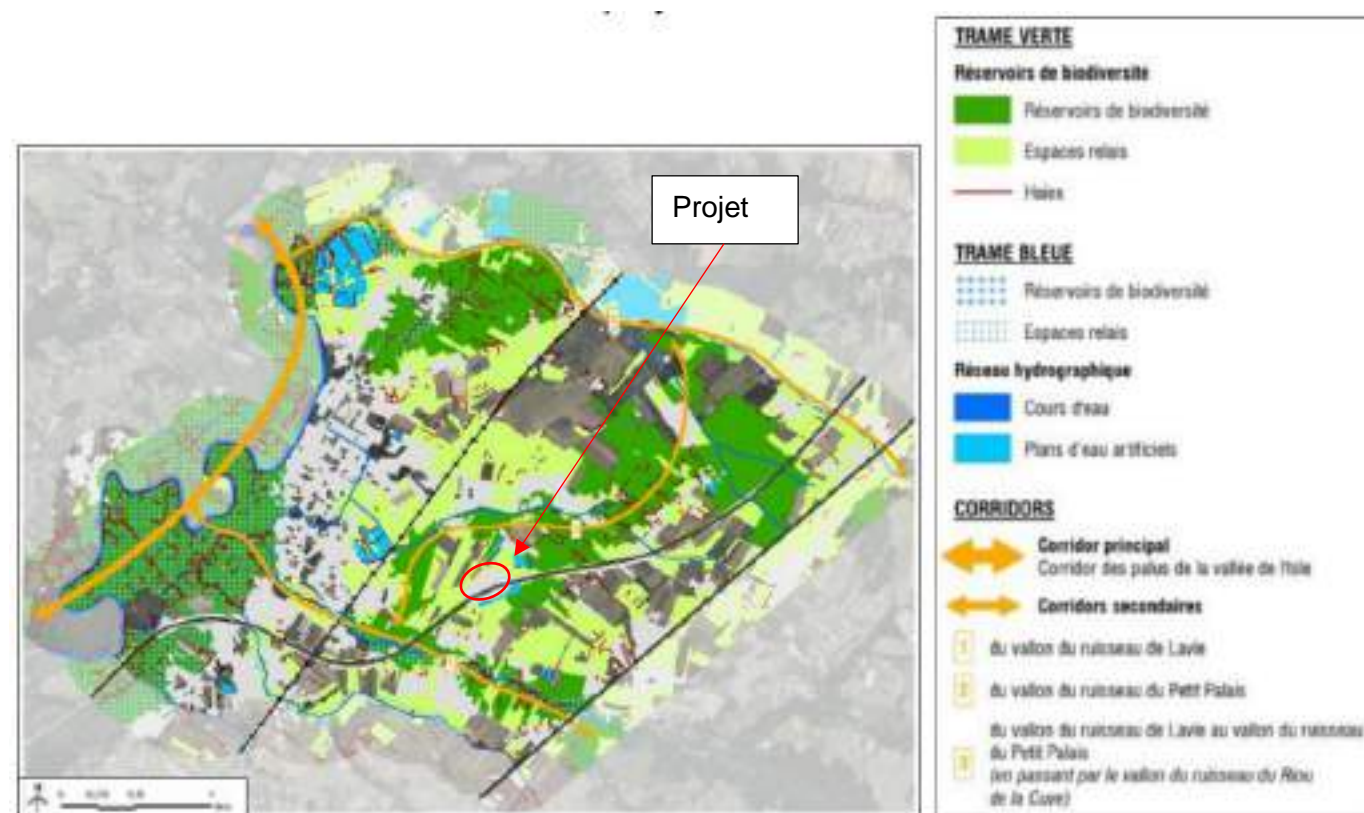 Projet
TRAME VERTE
Réservoirs de biodiversité
Réservoirs de biodiversité
Espaces relais
Haies
TRAME BLEUE
Réservoirs de biodiversité
Espaces relais
Réseau hydrographique
Cours d'eau
Plans d'eau artificiels
CORRIDORS
Corridor principal
Corridor des palus de la vallée de l'Isle
Corridors secondaires
1 du vallon du ruisseau de Lavie
2 du vallon du ruisseau du Petit Palais
du vallon du ruisseau de Lavie au vallon du ruisseau
3 du Petit Palais
(en passant par le vallon du ruisseau du Riou
de la Cuve)